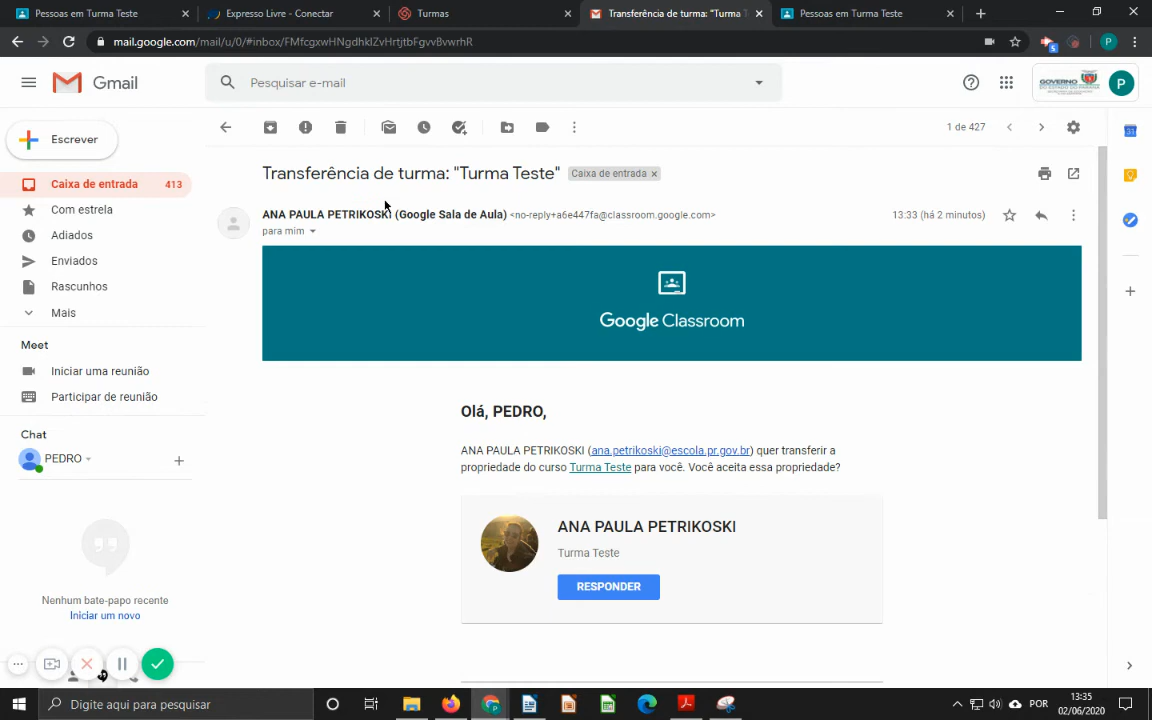 Pessoas em Turma Teste
Expresso Livre - Conectar
Turmas
Transferência de turma: "Turma T
Pessoas em Turma Teste
mail.google.com/mail/u/0/#inbox/FMfcgxwHNgdhklZvHrtjtbFgvvBvwrhR
5
P
Gmail
Pesquisar e-mail
GOVERNO
P
Escrever
1 de 427
31
Transferência de turma: "Turma Teste"
Caixa de entrada
Caixa de entrada
413
ANA PAULA PETRIKOSKI (Google Sala de Aula) <no-reply+a6e447fa@classroom.google.com>
13:33 (há 2 minutos)
para mim
Com estrela
Adiados
Enviados
Rascunhos
Mais
Google Classroom
Meet
Iniciar uma reunião
Participar de reunião
Chat
PEDRO
Olá, PEDRO,
ANA PAULA PETRIKOSKI (ana.petrikoski@escola.pr.gov.br) quer transferir a
propriedade do curso Turma Teste para você. Você aceita essa propriedade?
ANA PAULA PETRIKOSKI
Turma Teste
RESPONDER
Nenhum bate-papo recente
Iniciar um novo
Digite aqui para pesquisar
POR
13:35
02/06/2020